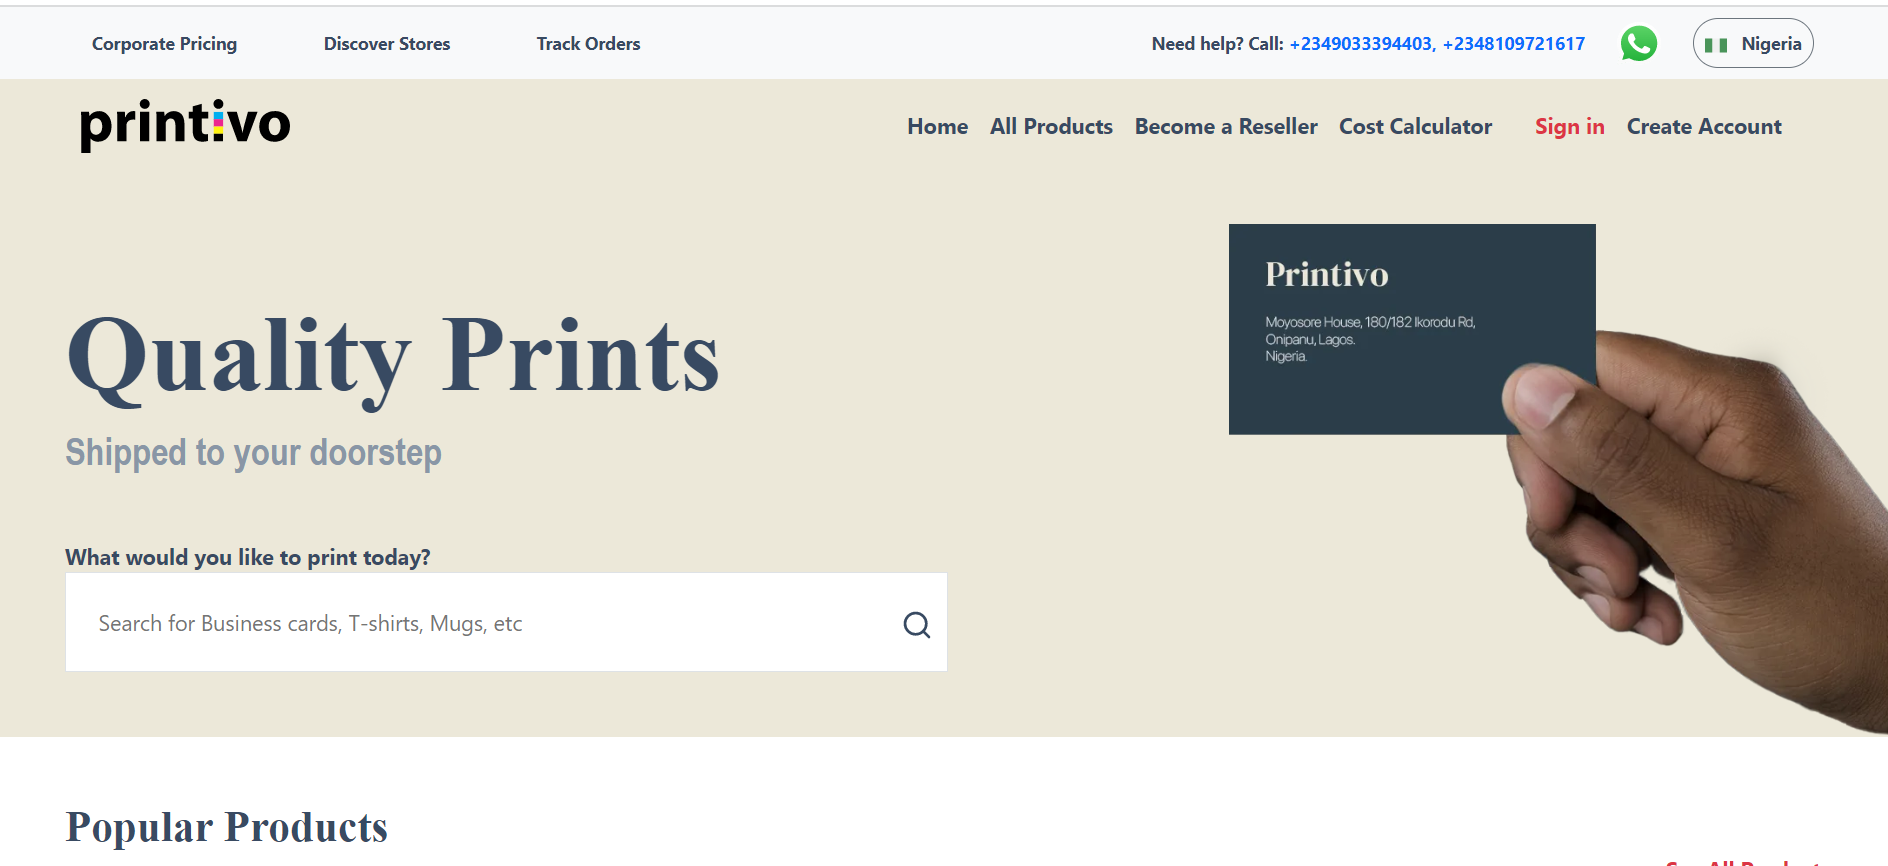 Corporate Pricing Discover Stores Track Orders Need help? Call: +2349033394403, +2348109721617 Nigeria
printivo Home All Products Become a Reseller Cost Calculator Sign in Create Account
Printivo
Moyosore House, 180/182 Ikorodu Rd,
Onipanu, Lagos.
Nigeria.
Quality Prints
Shipped to your doorstep
What would you like to print today?
Search for Business cards, T-shirts, Mugs, etc
Popular Products